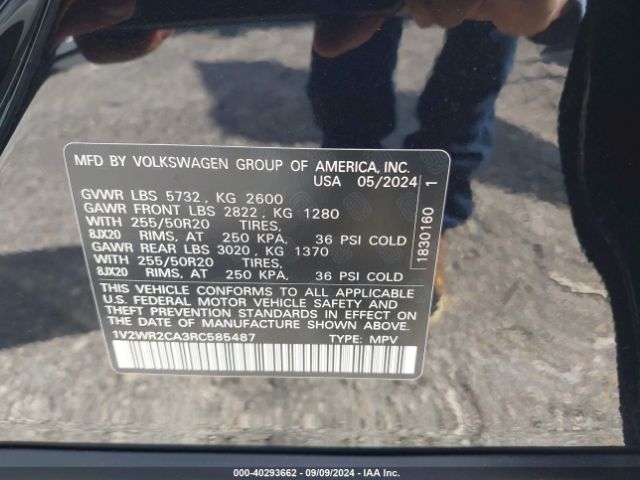 MFD BY VOLKSWAGEN GROUP OF AMERICA, INC.
USA 05/2024
GVWR LBS 5732 , KG 2600
GAWR FRONT LBS 2822 , KG 1280
WITH 255/50R20 TIRES,
8JX20 RIMS, AT 250 KPA, 36 PSI COLD
GAWR REAR LBS 3020 , KG 1370
WITH 255/50R20 TIRES,
8JX20 RIMS, AT 250 KPA, 36 PSI COLD
THIS VEHICLE CONFORMS TO ALL APPLICABLE
U.S. FEDERAL MOTOR VEHICLE SAFETY AND
THEFT PREVENTION STANDARDS IN EFFECT ON
THE DATE OF MANUFACTURE SHOWN ABOVE.
1V2WR2CA3RC585487 TYPE: MPV
1830160 1
000-40293662 - 09/09/2024 - IAA Inc.